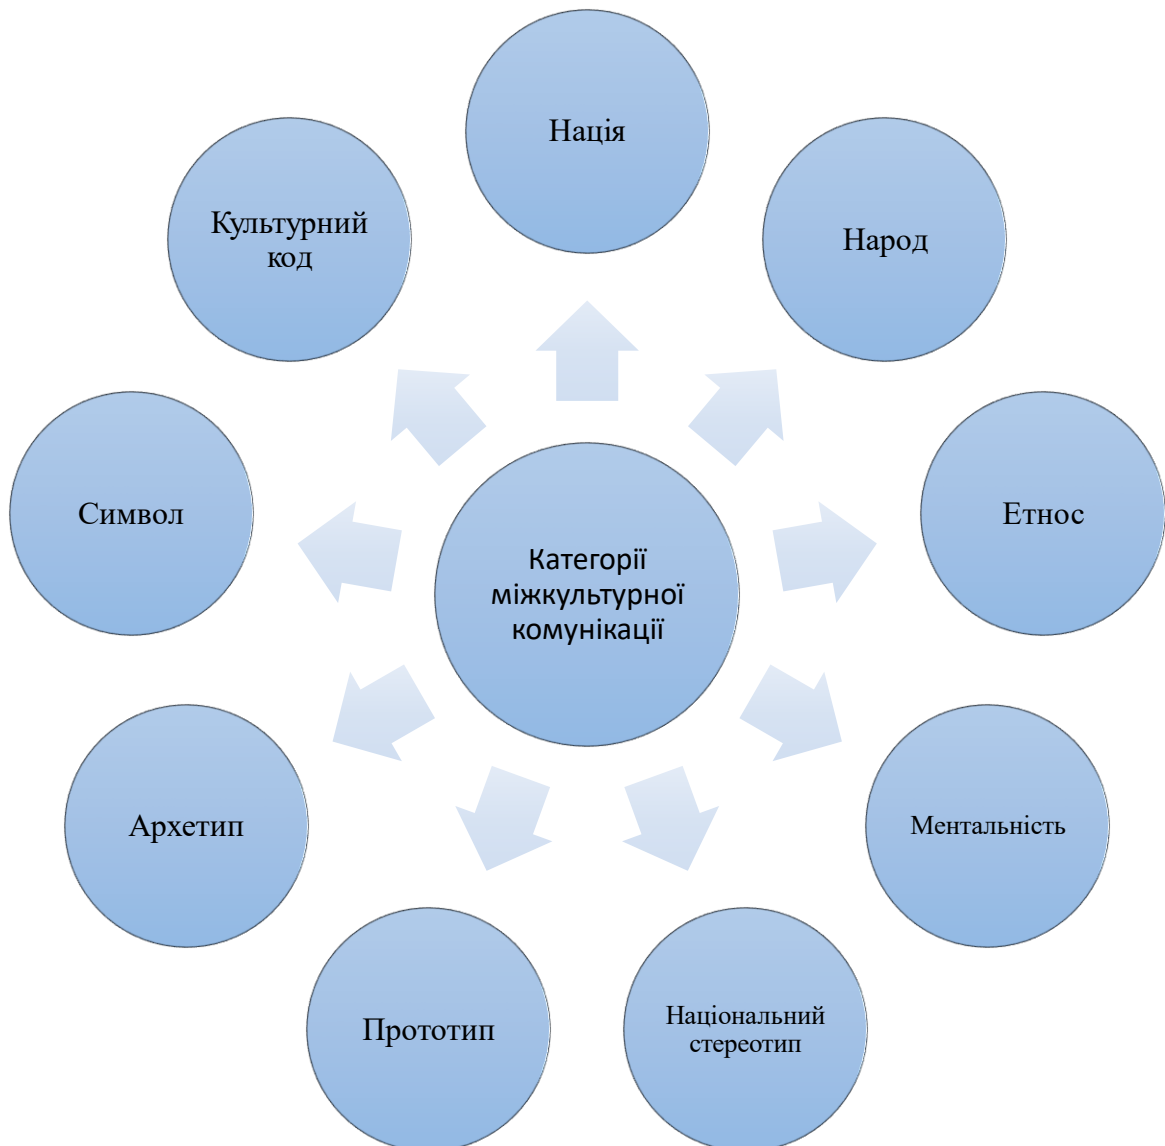 Нація
Культурний
код
Народ
Символ
Етнос
Категорії
міжкультурної
комунікації
Архетип
Ментальність
Прототип
Національний
стереотип